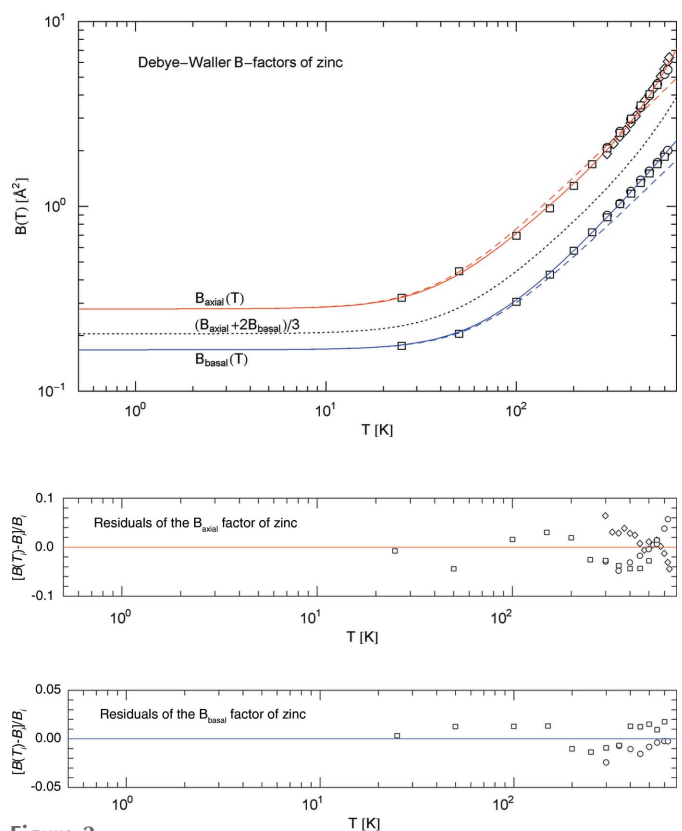 Debye–Waller B–factors of zinc
B(T) [Å²]
10¹
10⁰
10⁻¹
B_axial(T)
(B_axial+2B_basal)/3
B_basal(T)
10⁰ 10¹ 10²
T [K]
[B(T_i)-B_i]/B_i
0.1
0.0
-0.1
Residuals of the B_axial factor of zinc
10⁰ 10¹ 10²
T [K]
[B(T_i)-B_i]/B_i
0.05
0.00
-0.05
Residuals of the B_basal factor of zinc
10⁰ 10¹ 10²
T [K]